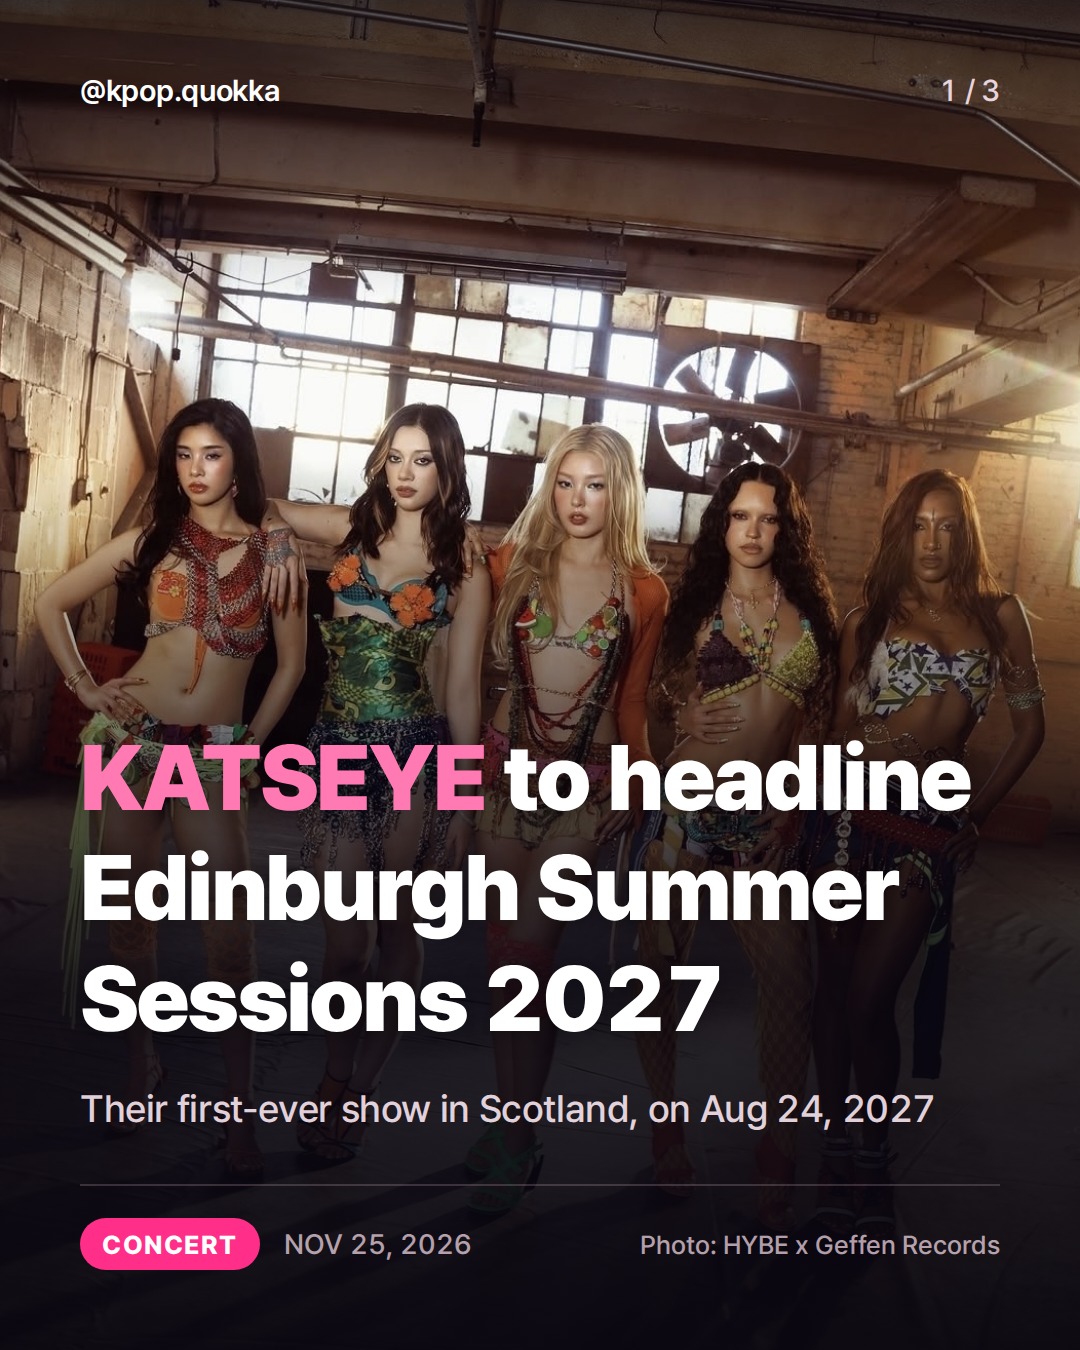 @kpop.quokka
1 / 3
KATSEYE to headline
Edinburgh Summer
Sessions 2027
Their first-ever show in Scotland, on Aug 24, 2027
CONCERT
NOV 25, 2026
Photo: HYBE x Geffen Records